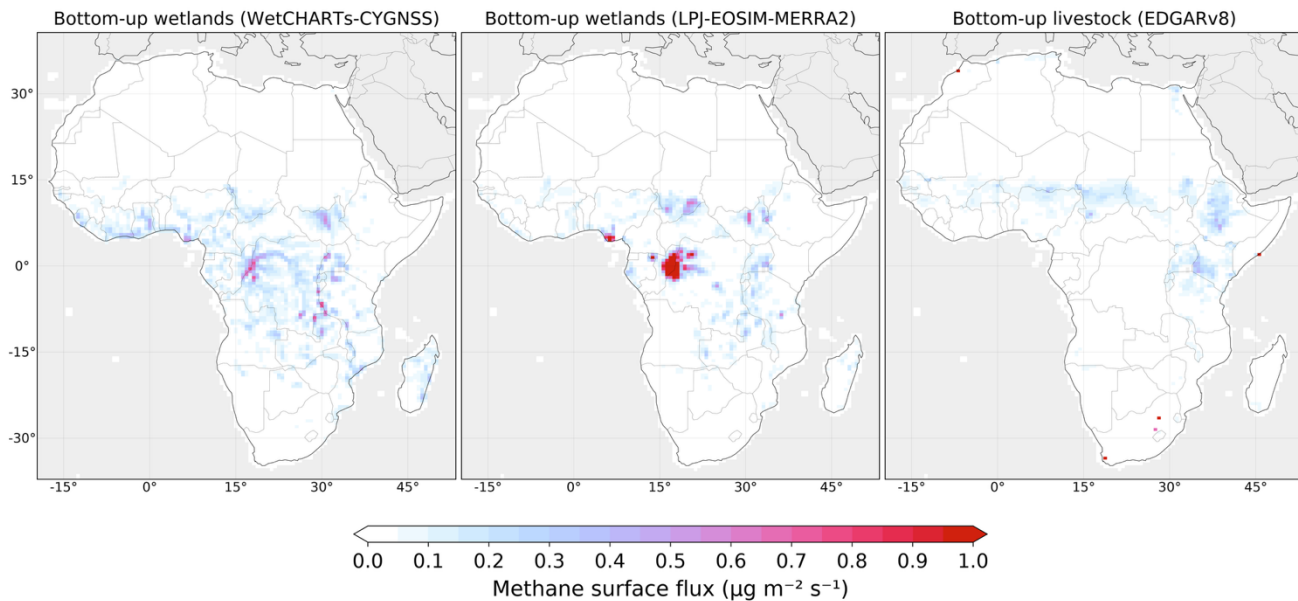 Bottom-up wetlands (WetCHARTs-CYGNSS)
Bottom-up wetlands (LPJ-EOSIM-MERRA2)
Bottom-up livestock (EDGARv8)
30°
15°
0°
-15°
-30°
-15° 0° 15° 30° 45°
-15° 0° 15° 30° 45°
-15° 0° 15° 30° 45°
0.0 0.1 0.2 0.3 0.4 0.5 0.6 0.7 0.8 0.9 1.0
Methane surface flux (μg m⁻² s⁻¹)